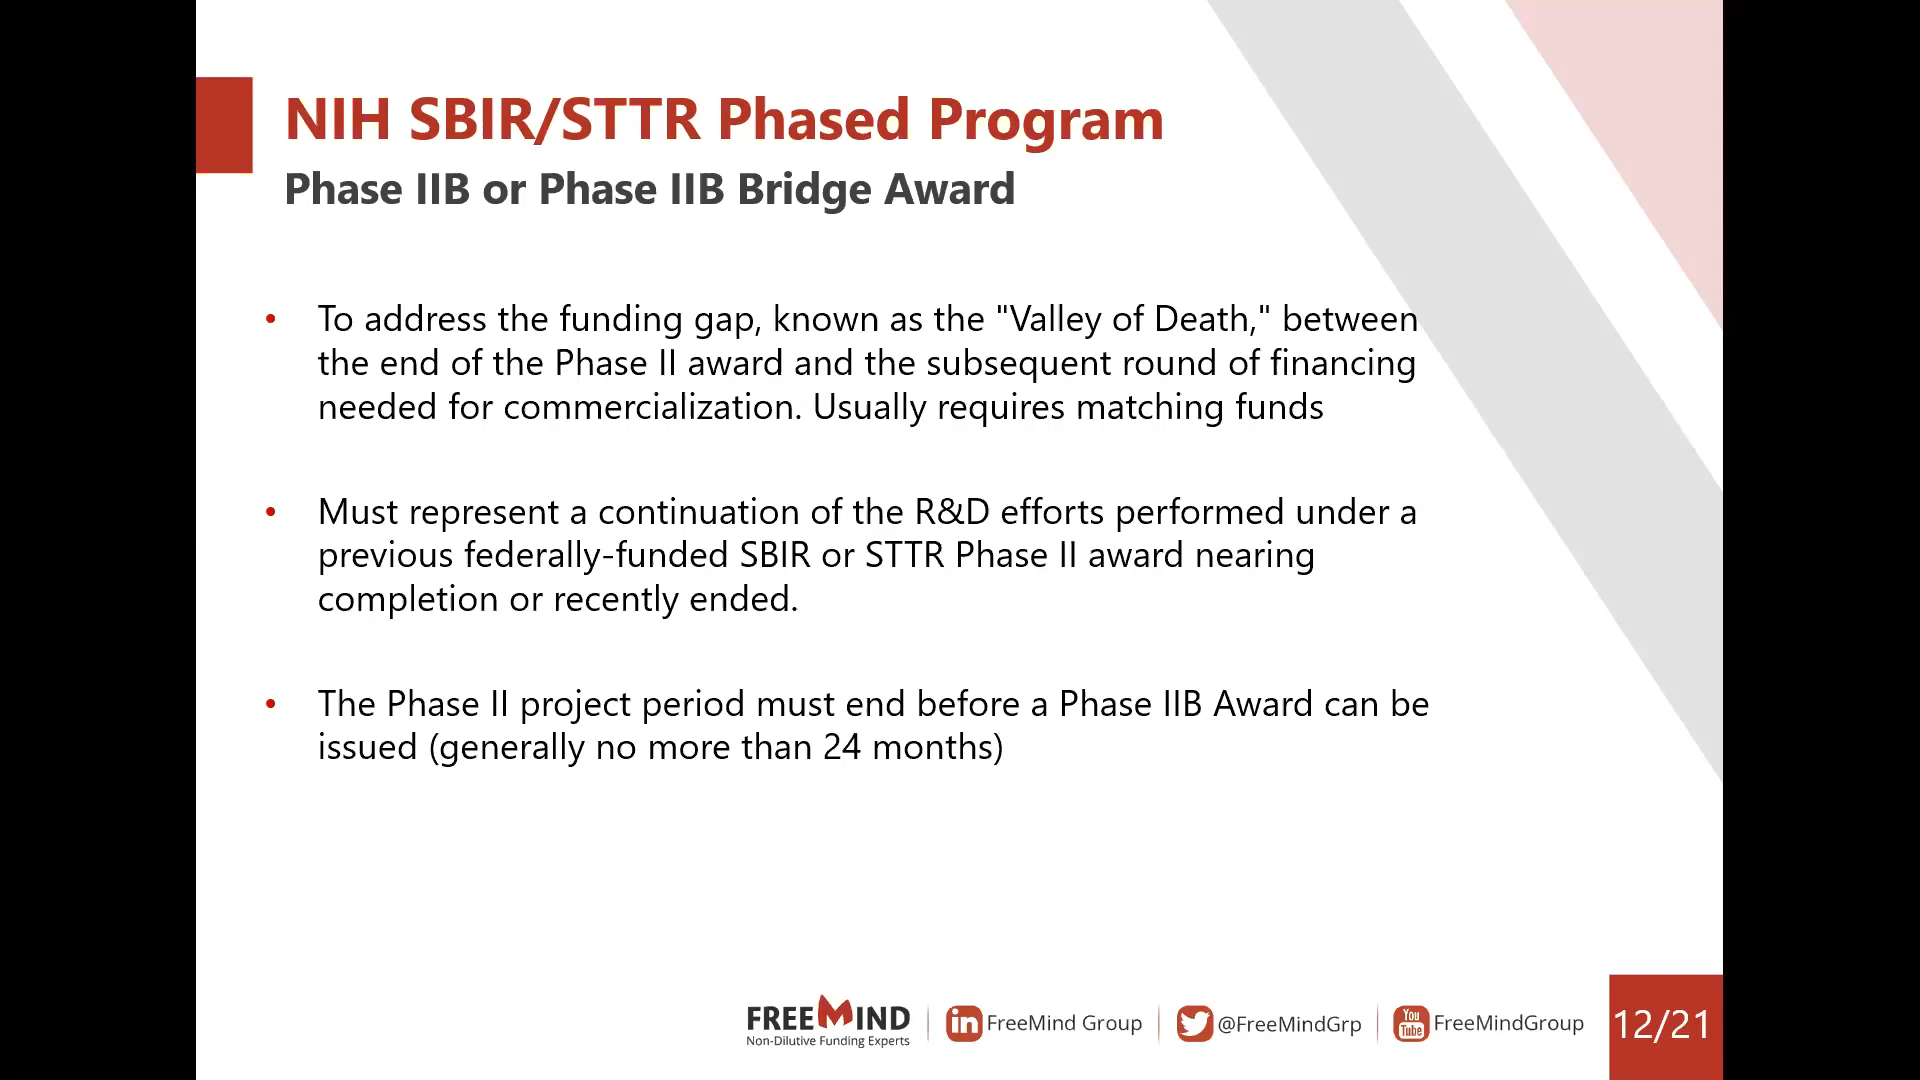 NIH SBIR/STTR Phased Program
Phase IIB or Phase IIB Bridge Award
• To address the funding gap, known as the "Valley of Death," between
the end of the Phase II award and the subsequent round of financing
needed for commercialization. Usually requires matching funds
• Must represent a continuation of the R&D efforts performed under a
previous federally-funded SBIR or STTR Phase II award nearing
completion or recently ended.
• The Phase II project period must end before a Phase IIB Award can be
issued (generally no more than 24 months)
FREEMIND
Non-Dilutive Funding Experts
in FreeMind Group
@FreeMindGrp
You Tube FreeMindGroup
12/21